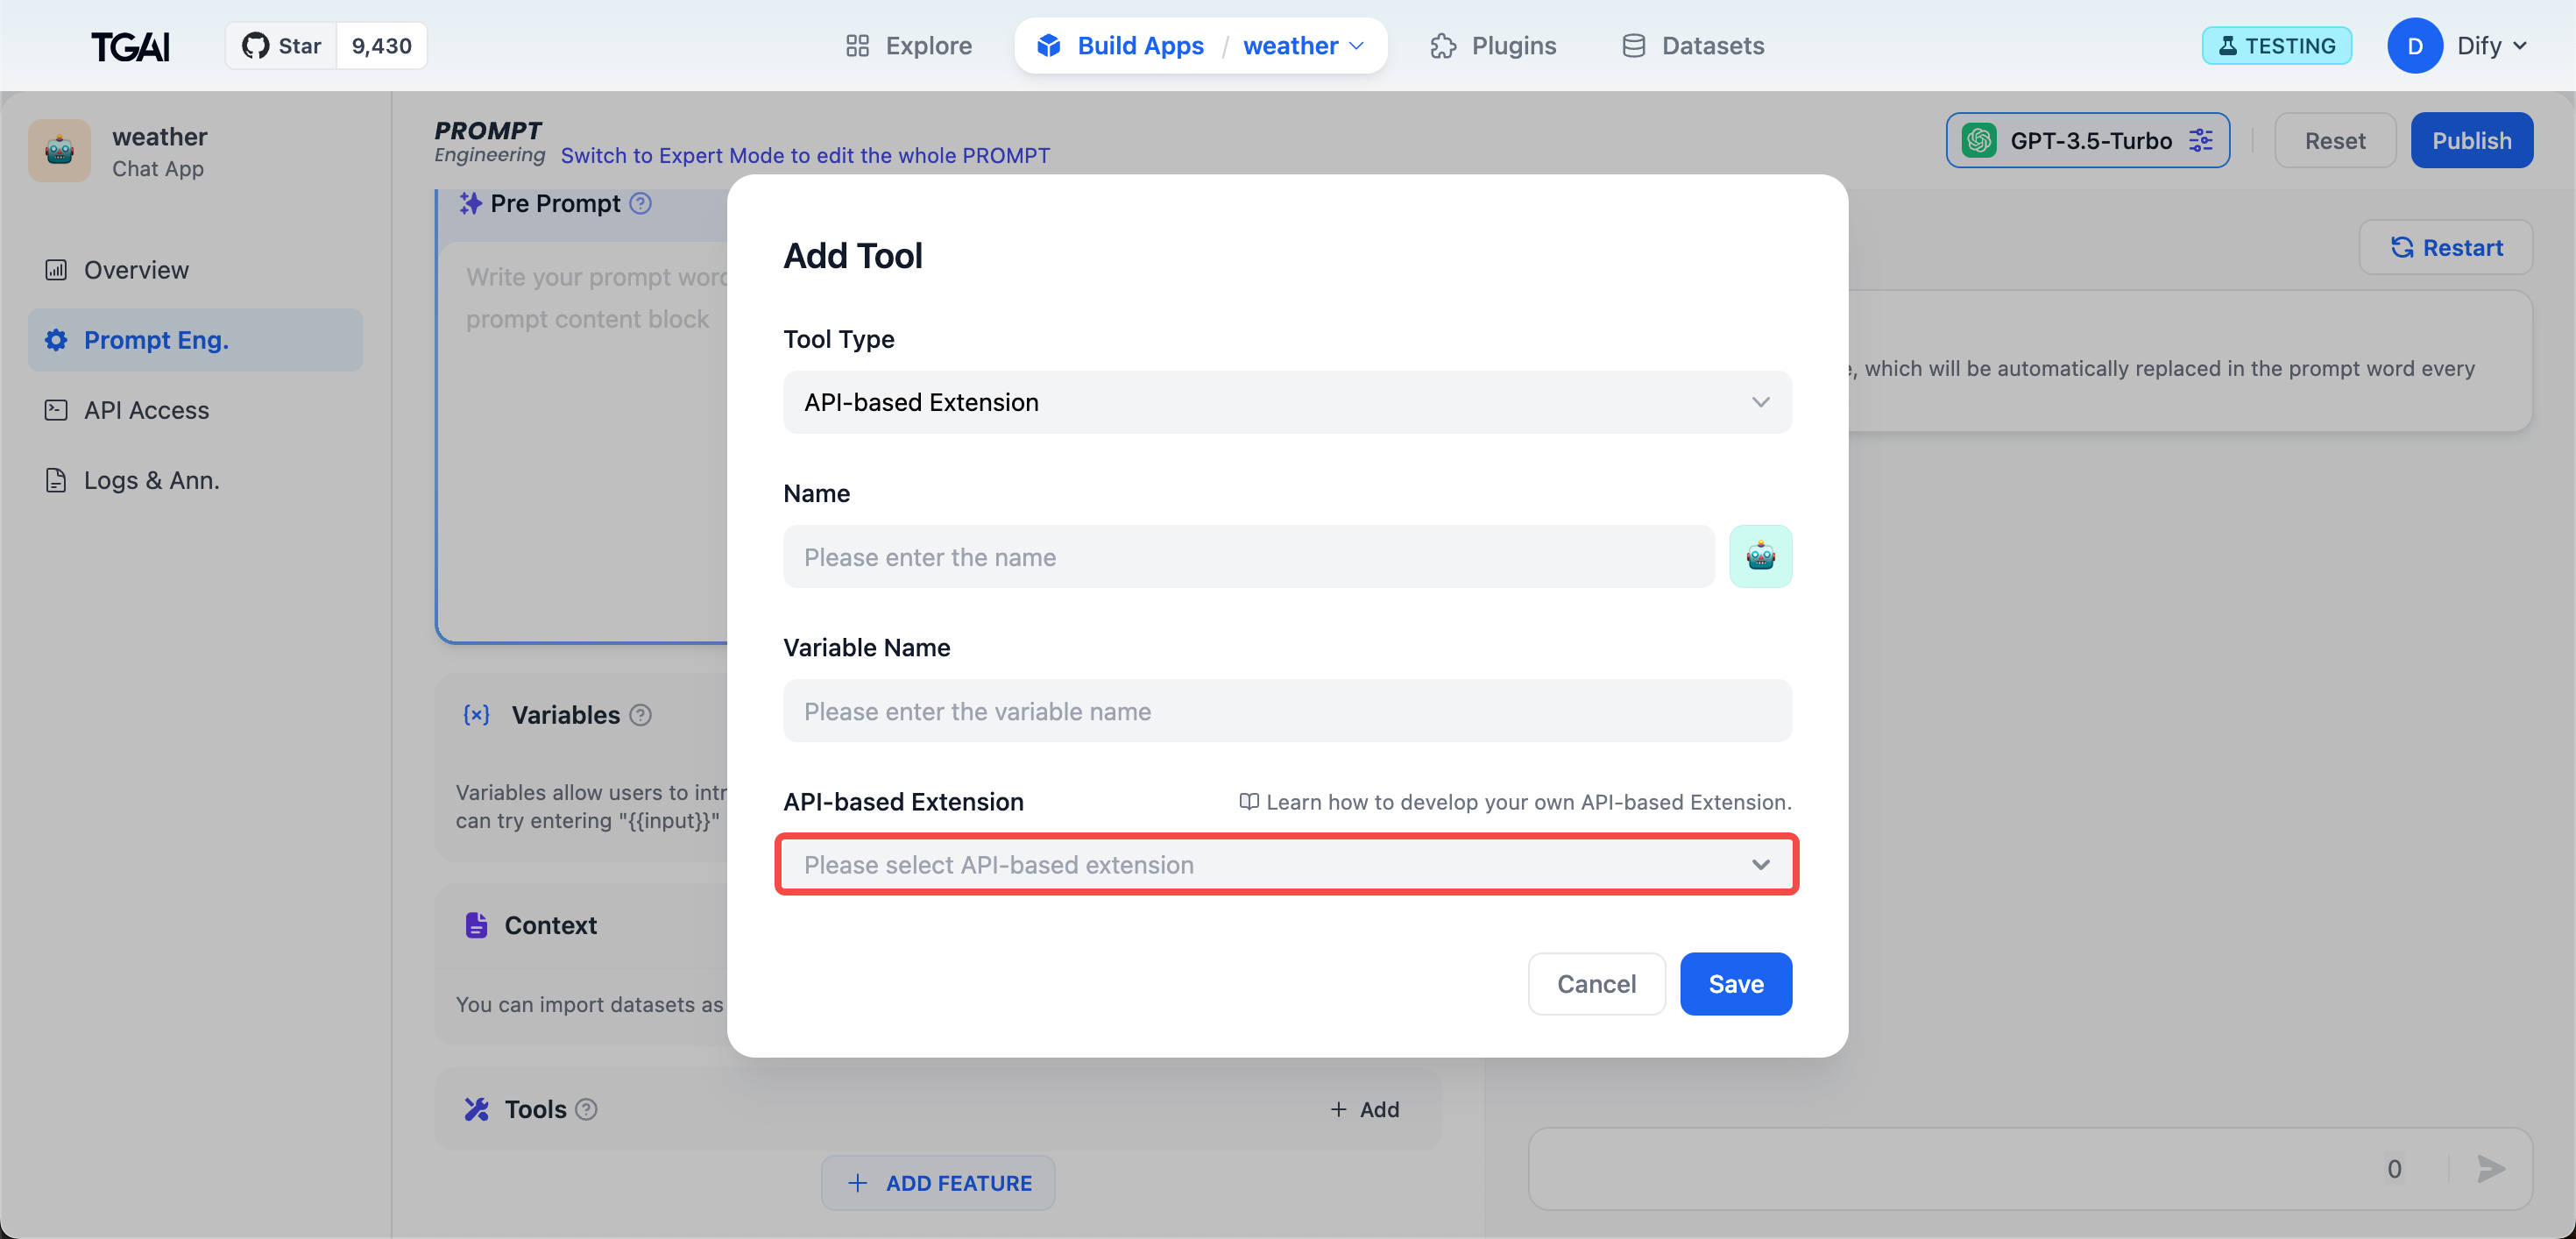 TGAI
Star 9,430
Explore
Build Apps / weather
Plugins
Datasets
TESTING
D
Dify
weather
Chat App
Overview
Prompt Eng.
API Access
Logs & Ann.
PROMPT
Engineering
Switch to Expert Mode to edit the whole PROMPT
GPT-3.5-Turbo
Reset
Publish
Pre Prompt
Write your prompt word
prompt content block
Restart
, which will be automatically replaced in the prompt word every
Variables
Variables allow users to intr
can try entering "{{input}}"
Context
You can import datasets as
Tools
+ Add
+ ADD FEATURE
0
Add Tool
Tool Type
API-based Extension
Name
Please enter the name
Variable Name
Please enter the variable name
API-based Extension
Learn how to develop your own API-based Extension.
Please select API-based extension
Cancel
Save